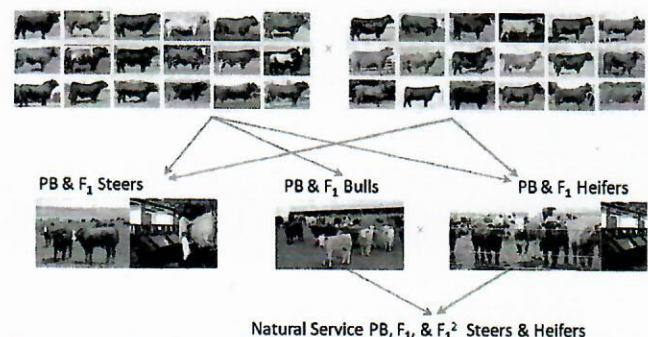 ×
PB & F₁ Steers
PB & F₁ Bulls
PB & F₁ Heifers
×
Natural Service PB, F₁, & F₁² Steers & Heifers